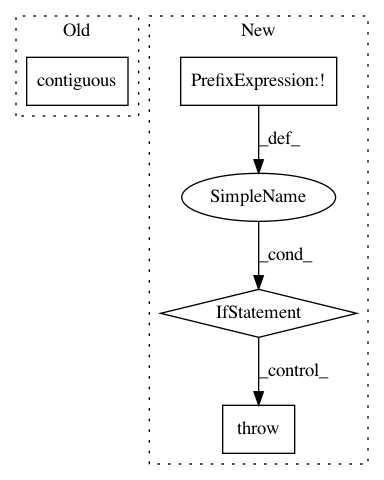 Old
New
contiguous
PrefixExpression:!
_def_
SimpleName
_cond_
IfStatement
_control_
throw